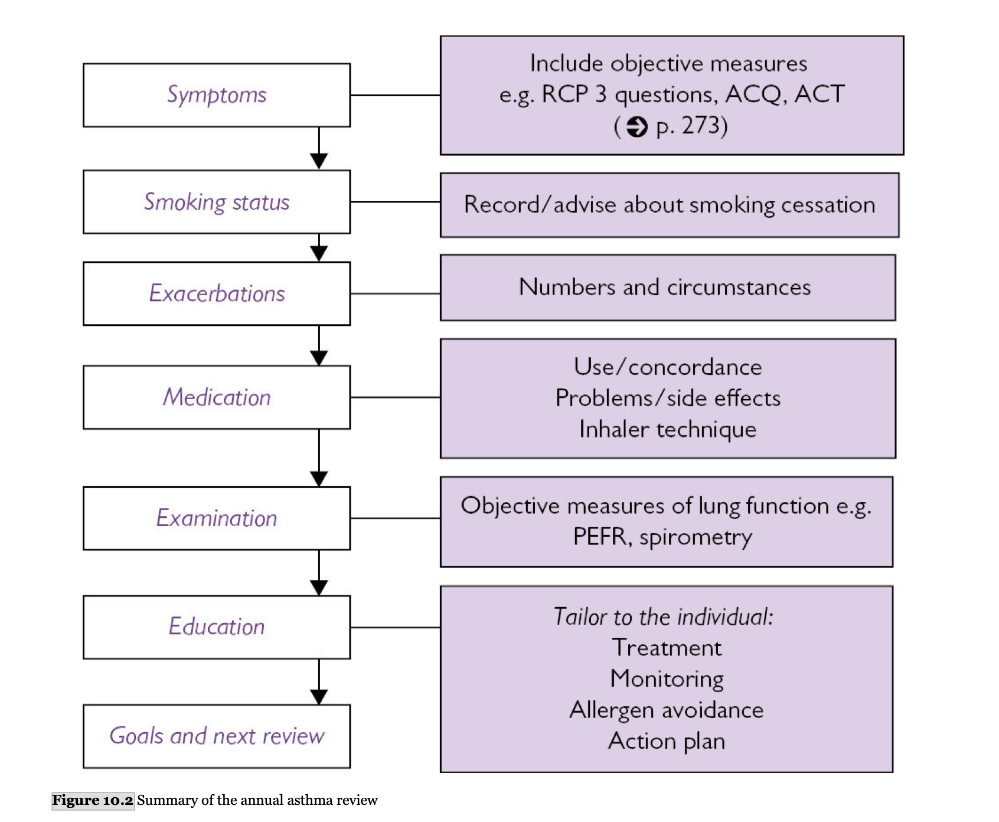 Symptoms
Include objective measures
e.g. RCP 3 questions, ACQ, ACT
( ➲ p. 273)
Smoking status
Record/advise about smoking cessation
Exacerbations
Numbers and circumstances
Medication
Use/concordance
Problems/side effects
Inhaler technique
Examination
Objective measures of lung function e.g.
PEFR, spirometry
Education
Tailor to the individual:
Treatment
Monitoring
Allergen avoidance
Action plan
Goals and next review
Figure 10.2 Summary of the annual asthma review